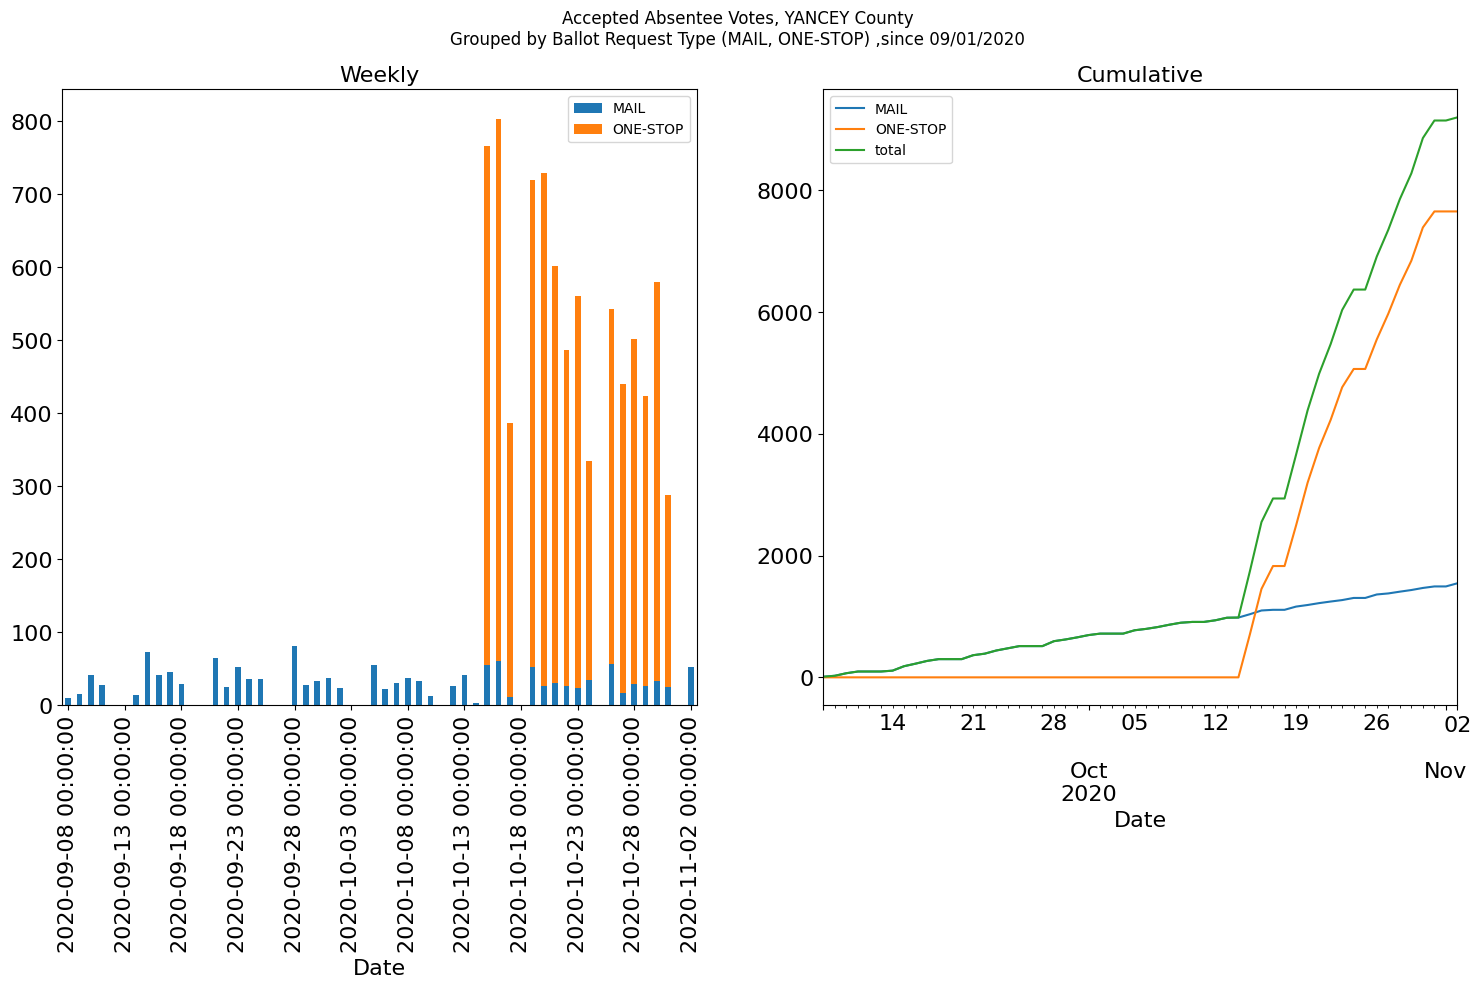 Accepted Absentee Votes, YANCEY County
Grouped by Ballot Request Type (MAIL, ONE-STOP) ,since 09/01/2020
Weekly
MAIL
ONE-STOP
800
700
600
500
400
300
200
100
0
2020-09-08 00:00:00
2020-09-13 00:00:00
2020-09-18 00:00:00
2020-09-23 00:00:00
2020-09-28 00:00:00
2020-10-03 00:00:00
2020-10-08 00:00:00
2020-10-13 00:00:00
2020-10-18 00:00:00
2020-10-23 00:00:00
2020-10-28 00:00:00
2020-11-02 00:00:00
Date
Cumulative
MAIL
ONE-STOP
total
8000
6000
4000
2000
0
14 21 28 05 12 19 26 02
Oct Nov
2020
Date